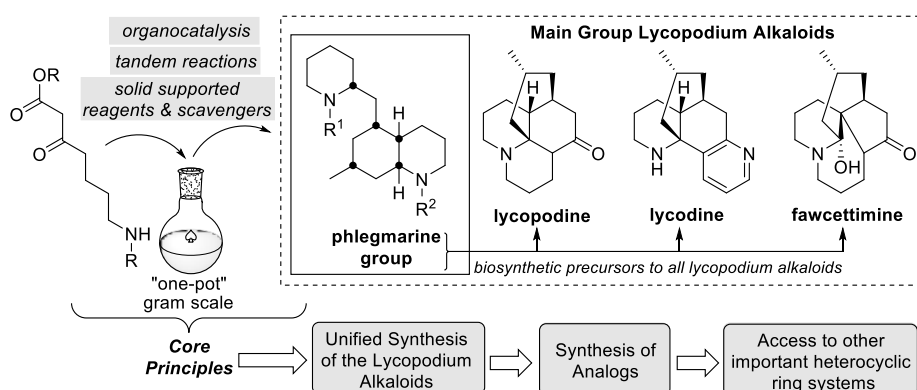 organocatalysis
tandem reactions
solid supported
reagents & scavengers
OR
O
O
NH
R
"one-pot"
gram scale
Core
Principles
Main Group Lycopodium Alkaloids
N
R1
H
H
N
R2
phlegmarine
group
H
N
O
lycopodine
H
N
H
N
lycodine
N
OH
O
fawcettimine
biosynthetic precursors to all lycopodium alkaloids
Unified Synthesis
of the Lycopodium
Alkaloids
Synthesis of
Analogs
Access to other
important heterocyclic
ring systems